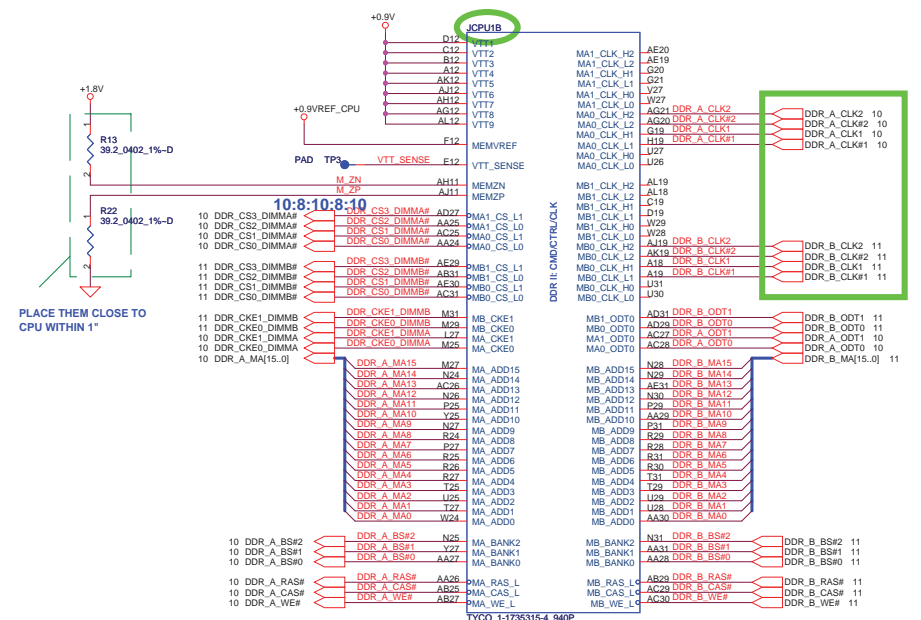 +0.9V
JCPU1B
D12 VTT1
C12 VTT2
B12 VTT3
A12 VTT4
AK12 VTT5
AJ12 VTT6
AH12 VTT7
AG12 VTT8
AL12 VTT9
+1.8V
+0.9VREF_CPU
F12 MEMVREF
PAD TP3 VTT_SENSE E12 VTT_SENSE
1
R13
39.2_0402_1%~D
2
M_ZN AH11 MEMZN
M_ZP AJ11 MEMZP
10:8:10:8:10
1
R22
39.2_0402_1%~D
2
PLACE THEM CLOSE TO
CPU WITHIN 1"
10 DDR_CS3_DIMMA# DDR_CS3_DIMMA# AD27 MA1_CS_L1
10 DDR_CS2_DIMMA# DDR_CS2_DIMMA# AA25 MA1_CS_L0
10 DDR_CS1_DIMMA# DDR_CS1_DIMMA# AC25 MA0_CS_L1
10 DDR_CS0_DIMMA# DDR_CS0_DIMMA# AA24 MA0_CS_L0
11 DDR_CS3_DIMMB# DDR_CS3_DIMMB# AE29 MB1_CS_L1
11 DDR_CS2_DIMMB# DDR_CS2_DIMMB# AB31 MB1_CS_L0
11 DDR_CS1_DIMMB# DDR_CS1_DIMMB# AE30 MB0_CS_L1
11 DDR_CS0_DIMMB# DDR_CS0_DIMMB# AC31 MB0_CS_L0
11 DDR_CKE1_DIMMB DDR_CKE1_DIMMB M31 MB_CKE1
11 DDR_CKE0_DIMMB DDR_CKE0_DIMMB M29 MB_CKE0
10 DDR_CKE1_DIMMA DDR_CKE1_DIMMA L27 MA_CKE1
10 DDR_CKE0_DIMMA DDR_CKE0_DIMMA M25 MA_CKE0
10 DDR_A_MA[15..0]
DDR_A_MA15 M27 MA_ADD15
DDR_A_MA14 N24 MA_ADD14
DDR_A_MA13 AC26 MA_ADD13
DDR_A_MA12 N26 MA_ADD12
DDR_A_MA11 P25 MA_ADD11
DDR_A_MA10 Y25 MA_ADD10
DDR_A_MA9 N27 MA_ADD9
DDR_A_MA8 R24 MA_ADD8
DDR_A_MA7 P27 MA_ADD7
DDR_A_MA6 R25 MA_ADD6
DDR_A_MA5 R26 MA_ADD5
DDR_A_MA4 R27 MA_ADD4
DDR_A_MA3 T25 MA_ADD3
DDR_A_MA2 U25 MA_ADD2
DDR_A_MA1 T27 MA_ADD1
DDR_A_MA0 W24 MA_ADD0
10 DDR_A_BS#2 DDR_A_BS#2 N25 MA_BANK2
10 DDR_A_BS#1 DDR_A_BS#1 Y27 MA_BANK1
10 DDR_A_BS#0 DDR_A_BS#0 AA27 MA_BANK0
10 DDR_A_RAS# DDR_A_RAS# AA26 MA_RAS_L
10 DDR_A_CAS# DDR_A_CAS# AB25 MA_CAS_L
10 DDR_A_WE# DDR_A_WE# AB27 MA_WE_L
DDR II: CMD/CTRL/CLK
MA1_CLK_H2 AE20
MA1_CLK_L2 AE19
MA1_CLK_H1 G20
MA1_CLK_L1 G21
MA1_CLK_H0 V27
MA1_CLK_L0 W27
MA0_CLK_H2 AG21 DDR_A_CLK2 DDR_A_CLK2 10
MA0_CLK_L2 AG20 DDR_A_CLK#2 DDR_A_CLK#2 10
MA0_CLK_H1 G19 DDR_A_CLK1 DDR_A_CLK1 10
MA0_CLK_L1 H19 DDR_A_CLK#1 DDR_A_CLK#1 10
MA0_CLK_H0 U27
MA0_CLK_L0 U26
MB1_CLK_H2 AL19
MB1_CLK_L2 AL18
MB1_CLK_H1 C19
MB1_CLK_L1 D19
MB1_CLK_H0 W29
MB1_CLK_L0 W28
MB0_CLK_H2 AJ19 DDR_B_CLK2 DDR_B_CLK2 11
MB0_CLK_L2 AK19 DDR_B_CLK#2 DDR_B_CLK#2 11
MB0_CLK_H1 A18 DDR_B_CLK1 DDR_B_CLK1 11
MB0_CLK_L1 A19 DDR_B_CLK#1 DDR_B_CLK#1 11
MB0_CLK_H0 U31
MB0_CLK_L0 U30
MB1_ODT0 AD31 DDR_B_ODT1 DDR_B_ODT1 11
MB0_ODT0 AD29 DDR_B_ODT0 DDR_B_ODT0 11
MA1_ODT0 AC27 DDR_A_ODT1 DDR_A_ODT1 10
MA0_ODT0 AC28 DDR_A_ODT0 DDR_A_ODT0 10
DDR_B_MA[15..0] 11
MB_ADD15 N28 DDR_B_MA15
MB_ADD14 N29 DDR_B_MA14
MB_ADD13 AE31 DDR_B_MA13
MB_ADD12 N30 DDR_B_MA12
MB_ADD11 P29 DDR_B_MA11
MB_ADD10 AA29 DDR_B_MA10
MB_ADD9 P31 DDR_B_MA9
MB_ADD8 R29 DDR_B_MA8
MB_ADD7 R28 DDR_B_MA7
MB_ADD6 R31 DDR_B_MA6
MB_ADD5 R30 DDR_B_MA5
MB_ADD4 T31 DDR_B_MA4
MB_ADD3 T29 DDR_B_MA3
MB_ADD2 U29 DDR_B_MA2
MB_ADD1 U28 DDR_B_MA1
MB_ADD0 AA30 DDR_B_MA0
MB_BANK2 N31 DDR_B_BS#2 DDR_B_BS#2 11
MB_BANK1 AA31 DDR_B_BS#1 DDR_B_BS#1 11
MB_BANK0 AA28 DDR_B_BS#0 DDR_B_BS#0 11
MB_RAS_L AB29 DDR_B_RAS# DDR_B_RAS# 11
MB_CAS_L AC29 DDR_B_CAS# DDR_B_CAS# 11
MB_WE_L AC30 DDR_B_WE# DDR_B_WE# 11
TYCO_1-1735315-4_940P